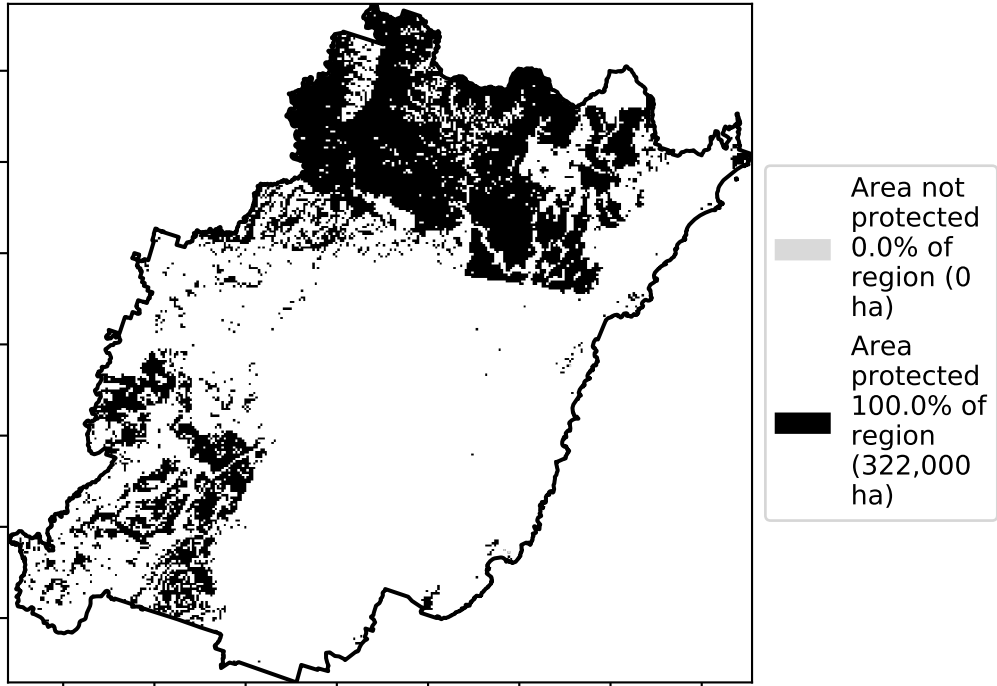 Area not
protected
0.0% of
region (0
ha)
Area
protected
100.0% of
region
(322,000
ha)